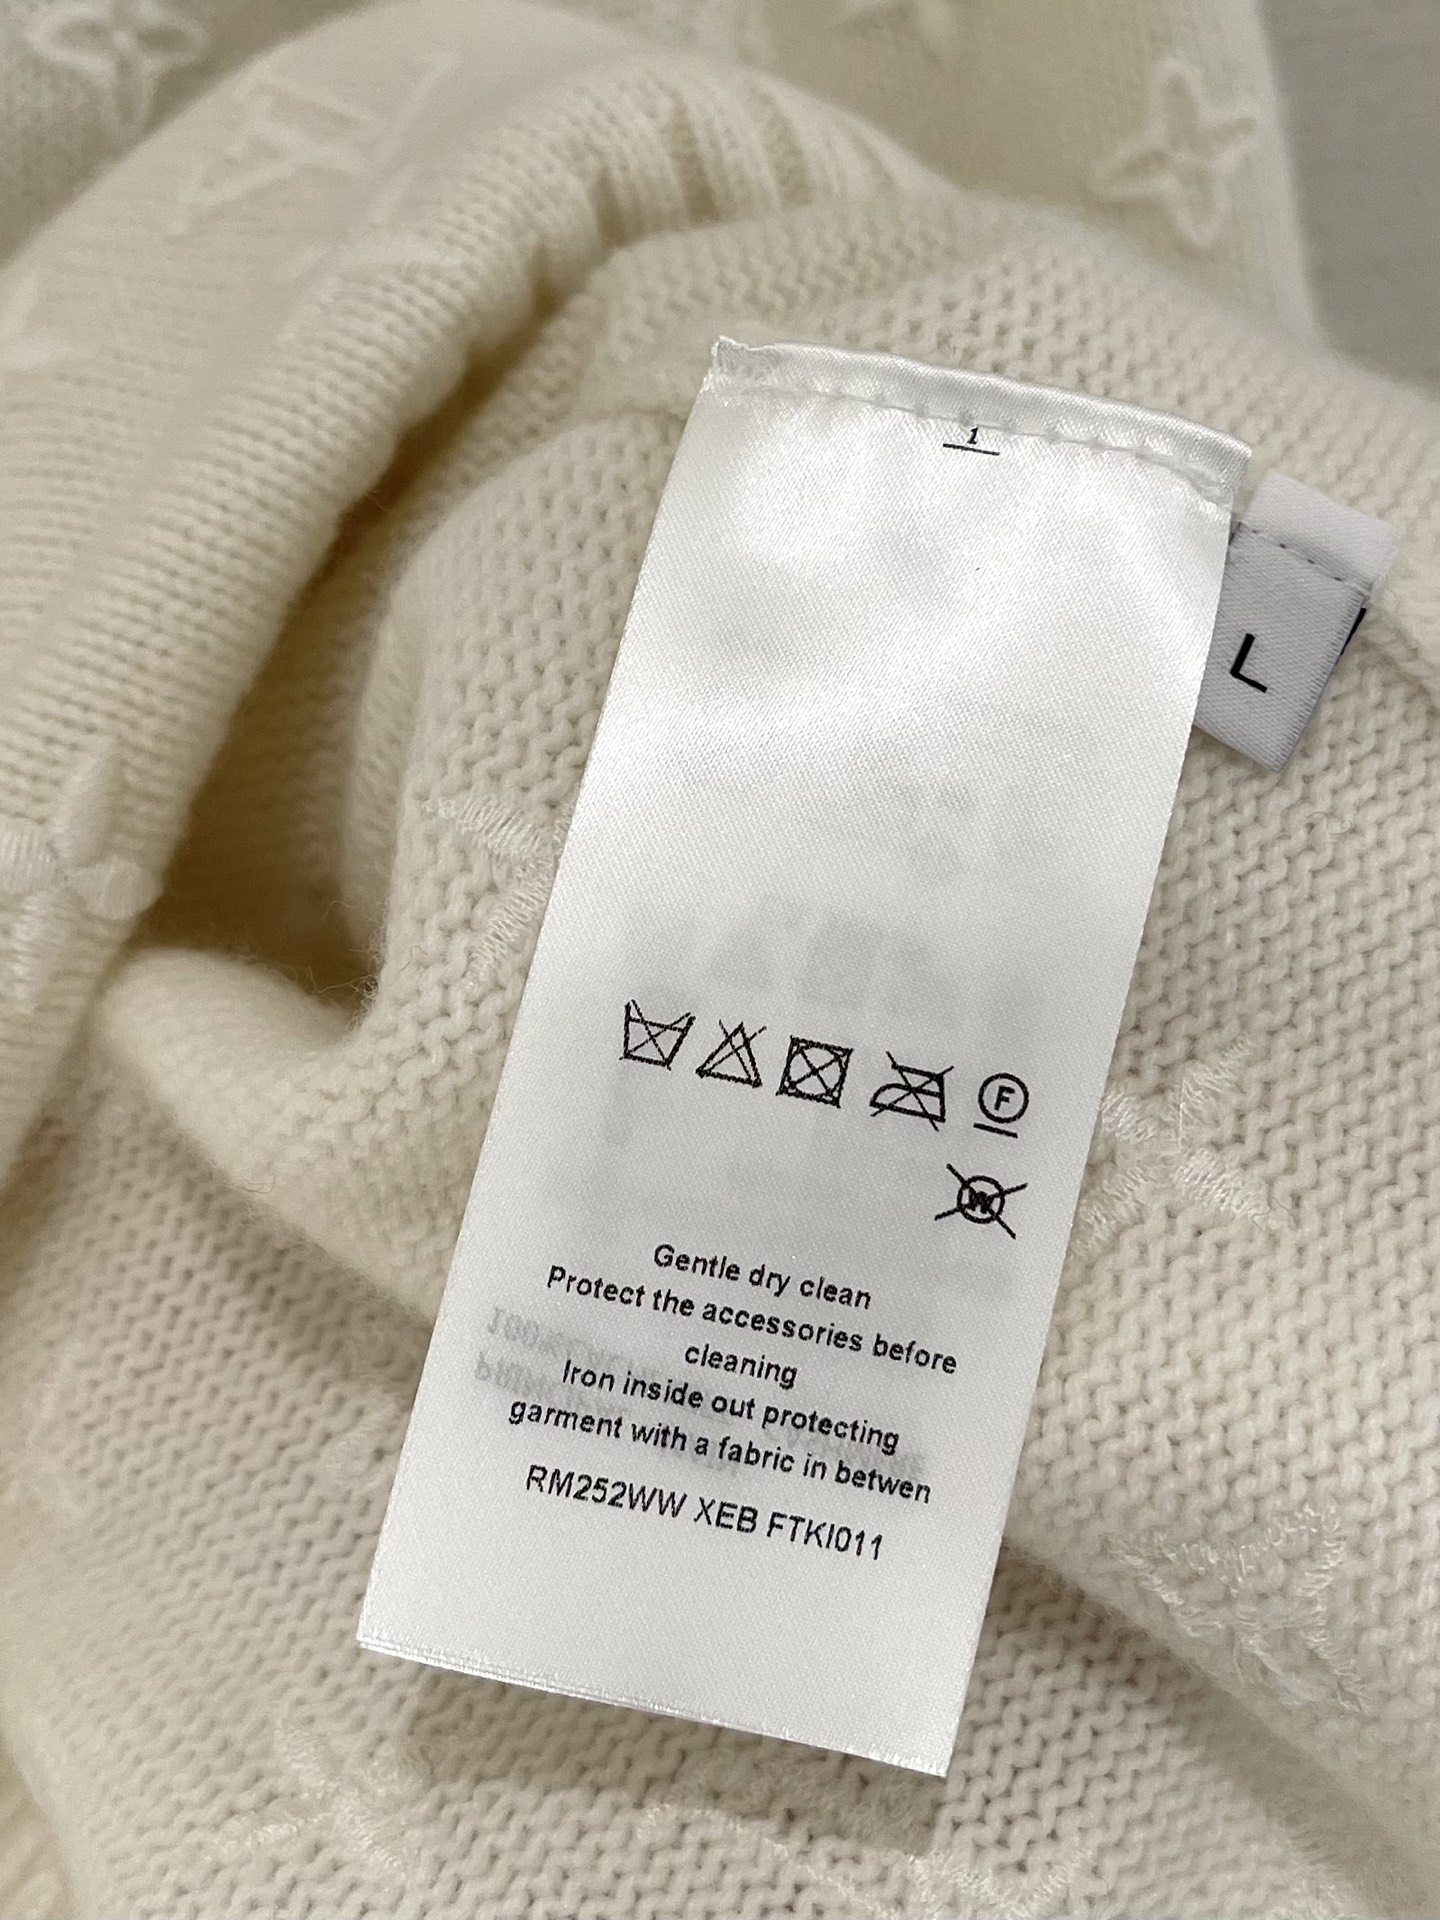 1
L
F
W
Gentle dry clean
Protect the accessories before
cleaning
Iron inside out protecting
garment with a fabric in betwen
RM252WW XEB FTKI011